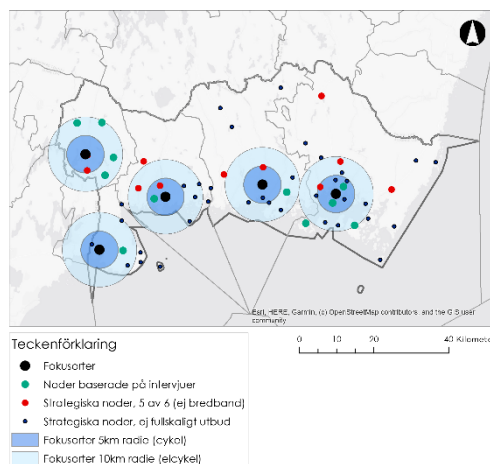 Esri, HERE, Garmin, (c) OpenStreetMap contributors, and the GIS user
community
Teckenförklaring
Fokusorter
Noder baserade på intervjuer
Strategiska noder, 5 av 6 (ej bredband)
Strategiska noder, ej fullskaligt utbud
Fokusorter 5km radie (cykel)
Fokusorter 10km radie (elcykel)
0 10 20 40 Kilomete